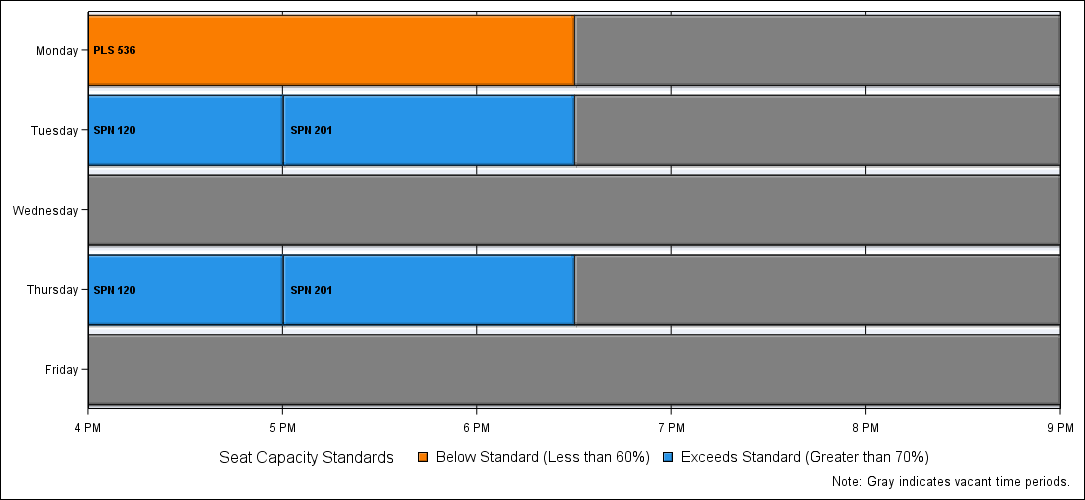 Monday
PLS 536
Tuesday
SPN 120 SPN 201
Wednesday
Thursday
SPN 120 SPN 201
Friday
4 PM 5 PM 6 PM 7 PM 8 PM 9 PM
Seat Capacity Standards Below Standard (Less than 60%) Exceeds Standard (Greater than 70%)
Note: Gray indicates vacant time periods.